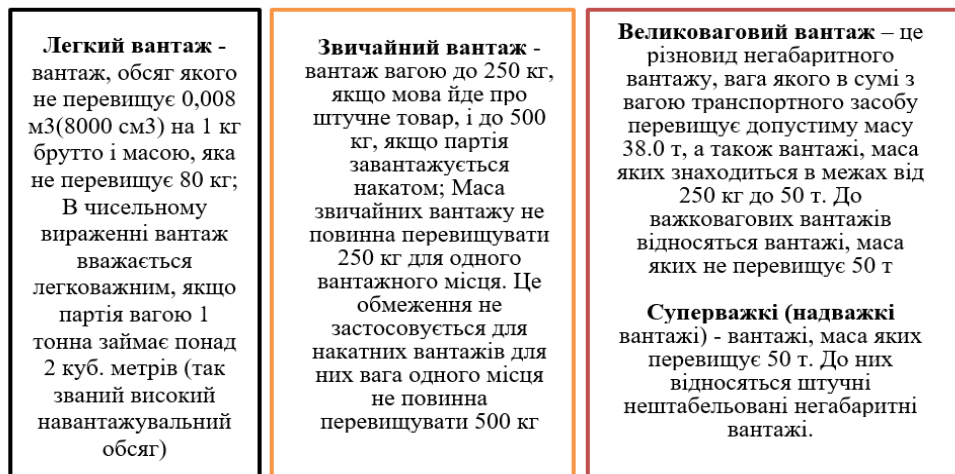 Легкий вантаж -
вантаж, обсяг якого
не перевищує 0,008
м3(8000 см3) на 1 кг
брутто і масою, яка
не перевищує 80 кг;
В чисельному
вираженні вантаж
вважається
легковажним, якщо
партія вагою 1
тонна займає понад
2 куб. метрів (так
званий високий
навантажувальний
обсяг)
Звичайний вантаж -
вантаж вагою до 250 кг,
якщо мова йде про
штучне товар, і до 500
кг, якщо партія
завантажується
накатом; Маса
звичайних вантажу не
повинна перевищувати
250 кг для одного
вантажного місця. Це
обмеження не
застосовується для
накатних вантажів для
них вага одного місця
не повинна
перевищувати 500 кг
Великоваговий вантаж – це
різновид негабаритного
вантажу, вага якого в сумі з
вагою транспортного засобу
перевищує допустиму масу
38.0 т, а також вантажі, маса
яких знаходиться в межах від
250 кг до 50 т. До
важковагових вантажів
відносяться вантажі, маса
яких не перевищує 50 т
Суперважкі (надважкі
вантажі) - вантажі, маса яких
перевищує 50 т. До них
відносяться штучні
нештабельовані негабаритні
вантажі.